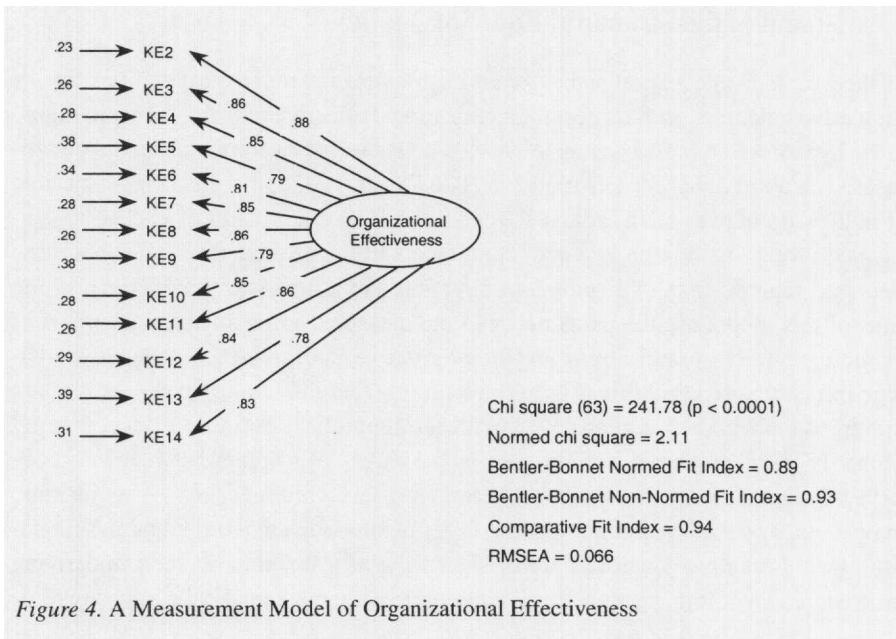 .23 KE2
.26 KE3
.86
.28 KE4
.88
.85
.38 KE5
.34 KE6 .79
.81
.28 KE7 .85
Organizational
Effectiveness
.26 KE8 .86
.38 KE9 .79
.85
.28 KE10 .86
.26 KE11
.84 .78
.29 KE12
.39 KE13
.83
.31 KE14
Chi square (63) = 241.78 (p < 0.0001)
Normed chi square = 2.11
Bentler-Bonnet Normed Fit Index = 0.89
Bentler-Bonnet Non-Normed Fit Index = 0.93
Comparative Fit Index = 0.94
RMSEA = 0.066
Figure 4. A Measurement Model of Organizational Effectiveness